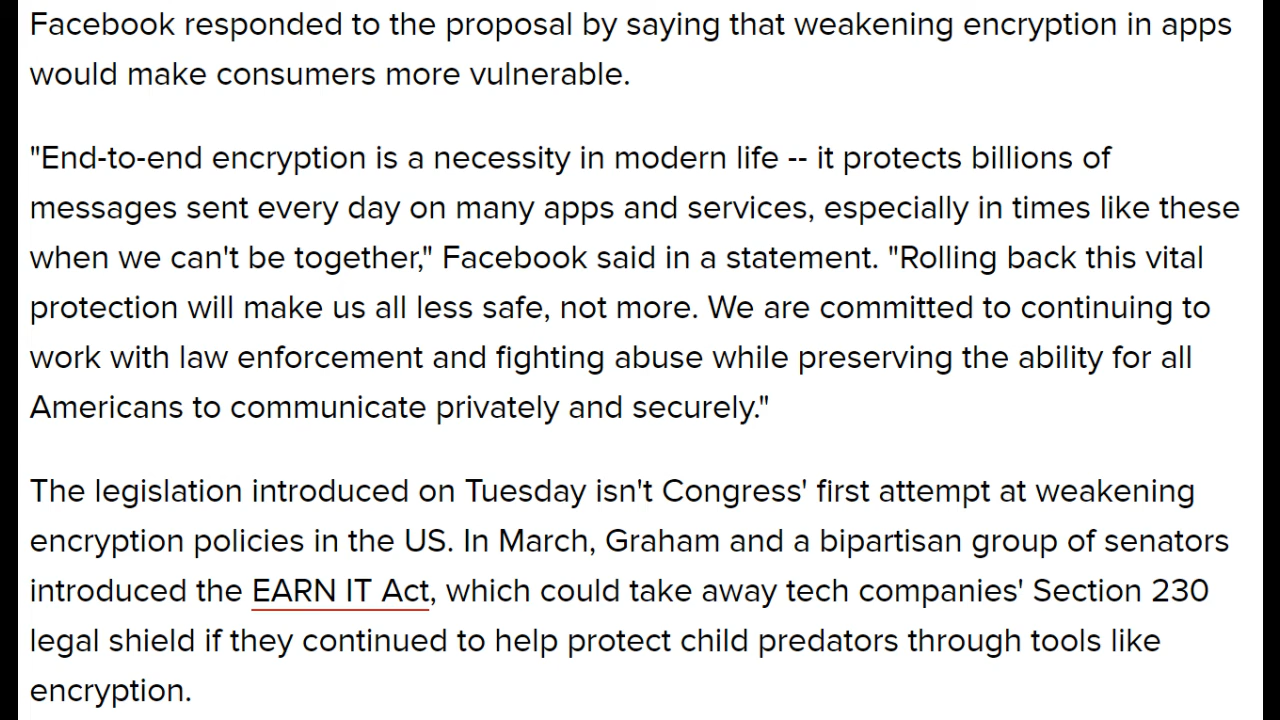 Facebook responded to the proposal by saying that weakening encryption in apps
would make consumers more vulnerable.
"End-to-end encryption is a necessity in modern life -- it protects billions of
messages sent every day on many apps and services, especially in times like these
when we can't be together," Facebook said in a statement. "Rolling back this vital
protection will make us all less safe, not more. We are committed to continuing to
work with law enforcement and fighting abuse while preserving the ability for all
Americans to communicate privately and securely."
The legislation introduced on Tuesday isn't Congress' first attempt at weakening
encryption policies in the US. In March, Graham and a bipartisan group of senators
introduced the EARN IT Act, which could take away tech companies' Section 230
legal shield if they continued to help protect child predators through tools like
encryption.